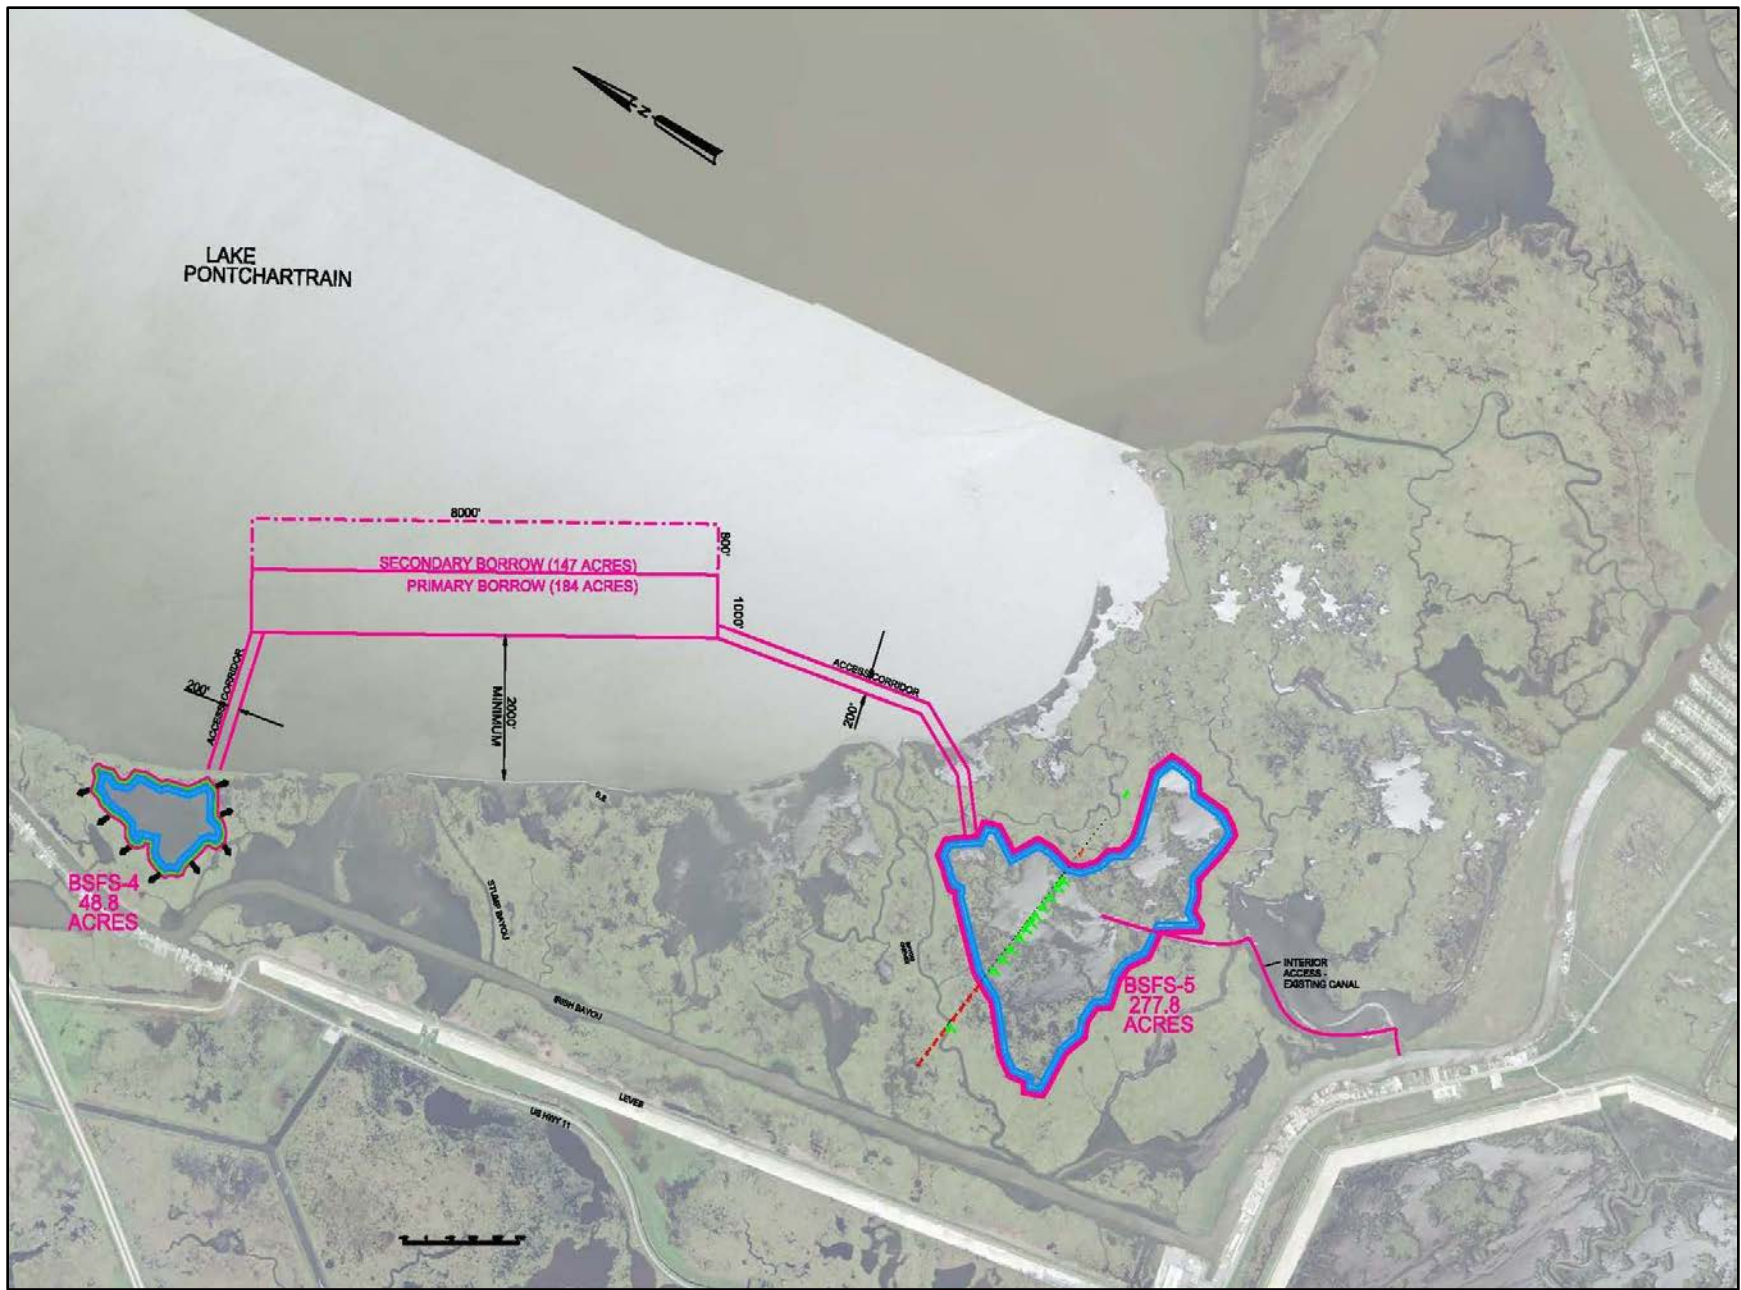 N
LAKE
PONTCHARTRAIN
8000'
800'
SECONDARY BORROW (147 ACRES)
PRIMARY BORROW (184 ACRES)
1000'
ACCESS CORRIDOR
200'
2000'
MINIMUM
ACCESS CORRIDOR
200'
BSFS-4
48.8
ACRES
STUMP BAYOU
IRISH BAYOU
INTERIOR
ACCESS -
EXISTING CANAL
BSFS-5
277.8
ACRES
LEVEE
US HWY 11